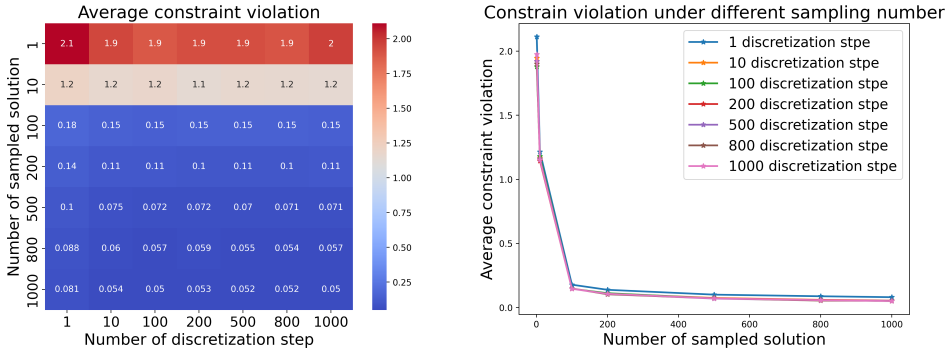 Average constraint violation
Number of sampled solution
1 2.1 1.9 1.9 1.9 1.9 1.9 2
10 1.2 1.2 1.2 1.1 1.2 1.2 1.2
100 0.18 0.15 0.15 0.15 0.15 0.15 0.15
200 0.14 0.11 0.11 0.1 0.11 0.1 0.11
500 0.1 0.075 0.072 0.072 0.07 0.071 0.071
800 0.088 0.06 0.057 0.059 0.055 0.054 0.057
1000 0.081 0.054 0.05 0.053 0.052 0.052 0.05
1 10 100 200 500 800 1000
Number of discretization step
2.00
1.75
1.50
1.25
1.00
0.75
0.50
0.25
Constrain violation under different sampling number
Average constraint violation
2.0
1.5
1.0
0.5
0.0
1 discretization stpe
10 discretization stpe
100 discretization stpe
200 discretization stpe
500 discretization stpe
800 discretization stpe
1000 discretization stpe
0 200 400 600 800 1000
Number of sampled solution